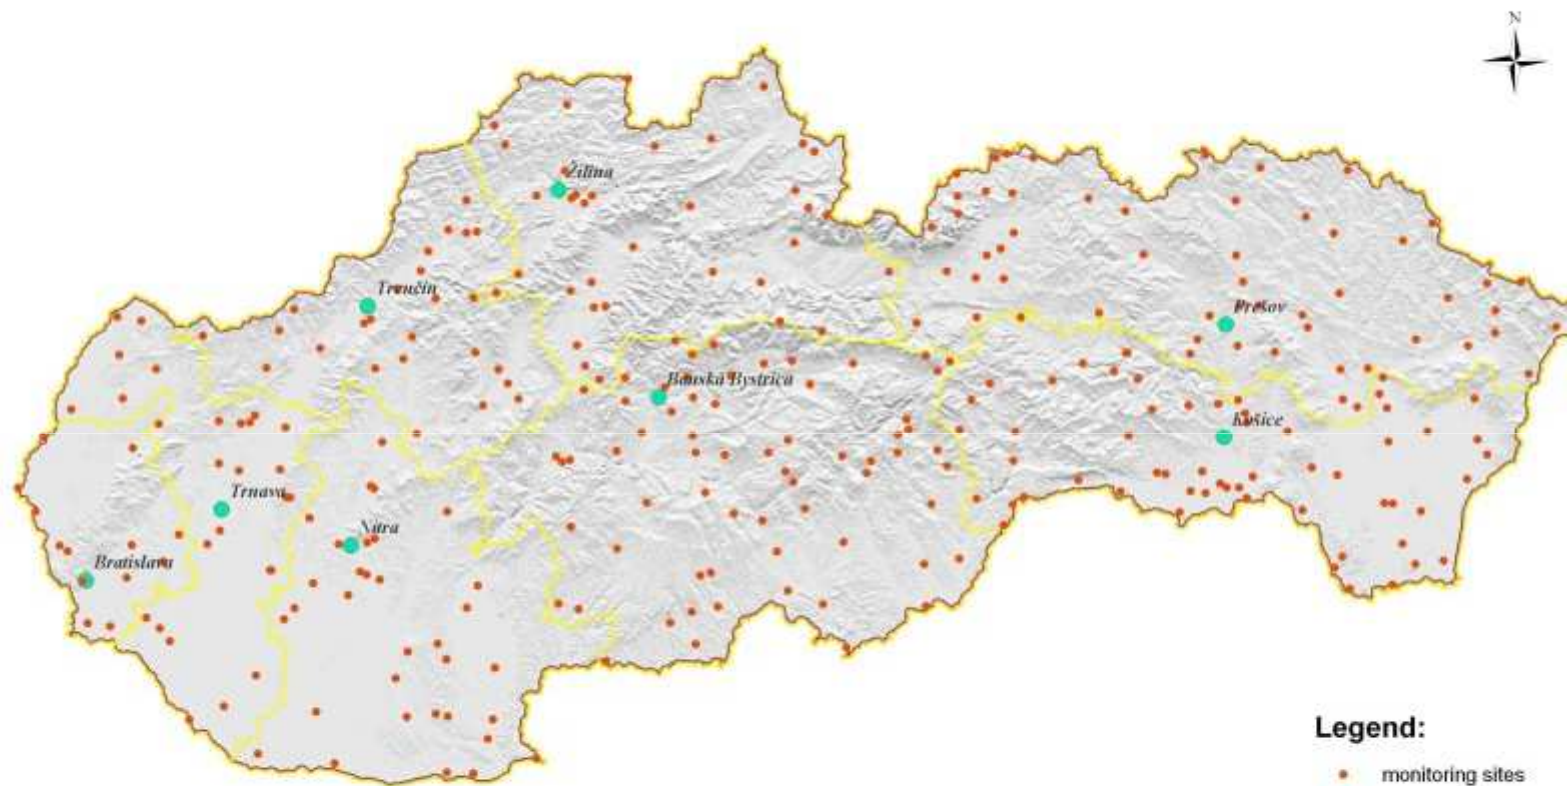 N
Žilina
Trenčín
Prešov
Banská Bystrica
Košice
Trnava
Nitra
Bratislava
Legend:
monitoring sites